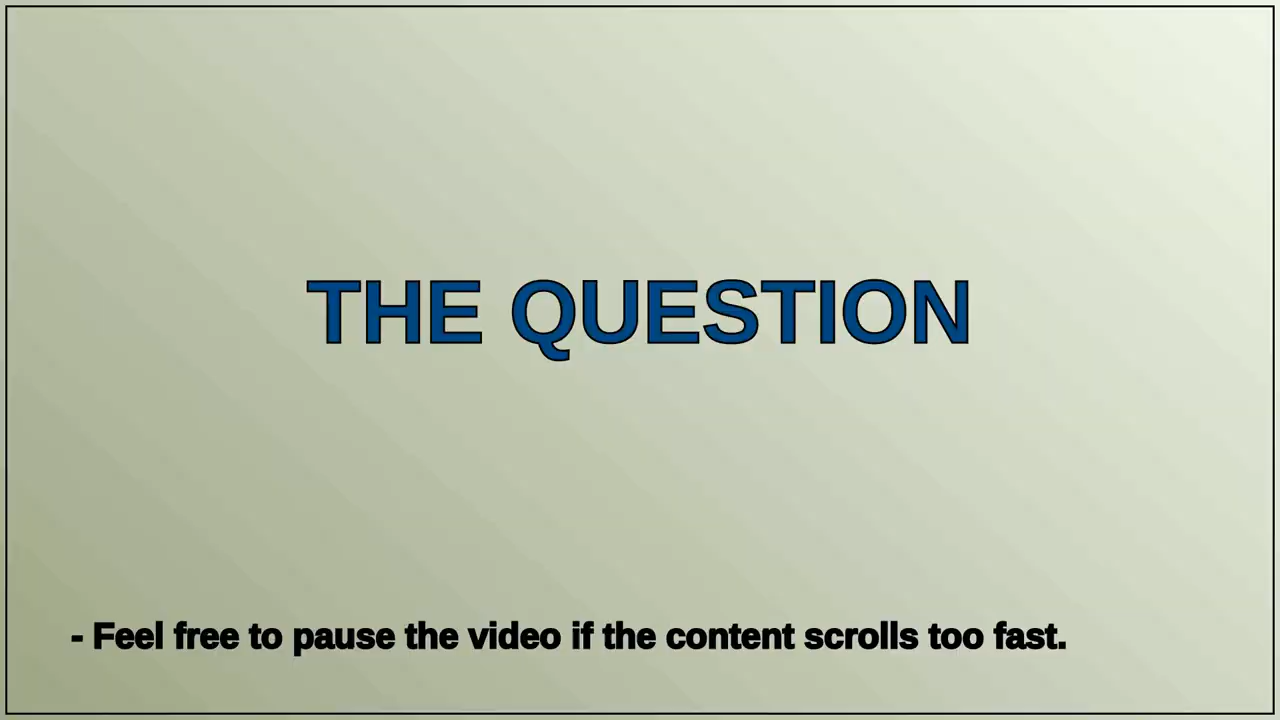 THE QUESTION
- Feel free to pause the video if the content scrolls too fast.